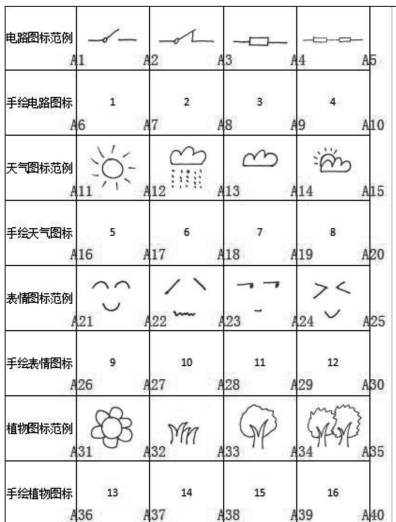 电路图标范例
A1 A2 A3 A4 A5
手绘电路图标 1 2 3 4
A6 A7 A8 A9 A10
天气图标范例
A11 A12 A13 A14 A15
手绘天气图标 5 6 7 8
A16 A17 A18 A19 A20
表情图标范例
A21 A22 A23 A24 A25
手绘表情图标 9 10 11 12
A26 A27 A28 A29 A30
植物图标范例
A31 A32 A33 A34 A35
手绘植物图标 13 14 15 16
A36 A37 A38 A39 A40